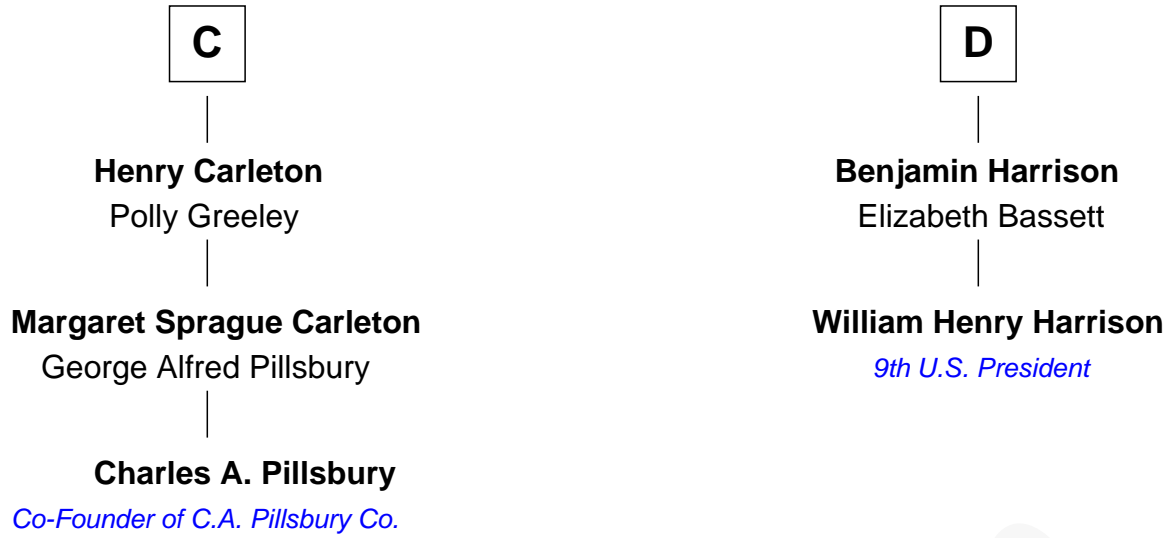 C
Henry Carleton
Polly Greeley
Margaret Sprague Carleton
George Alfred Pillsbury
Charles A. Pillsbury
Co-Founder of C.A. Pillsbury Co.
D
Benjamin Harrison
Elizabeth Bassett
William Henry Harrison
9th U.S. President